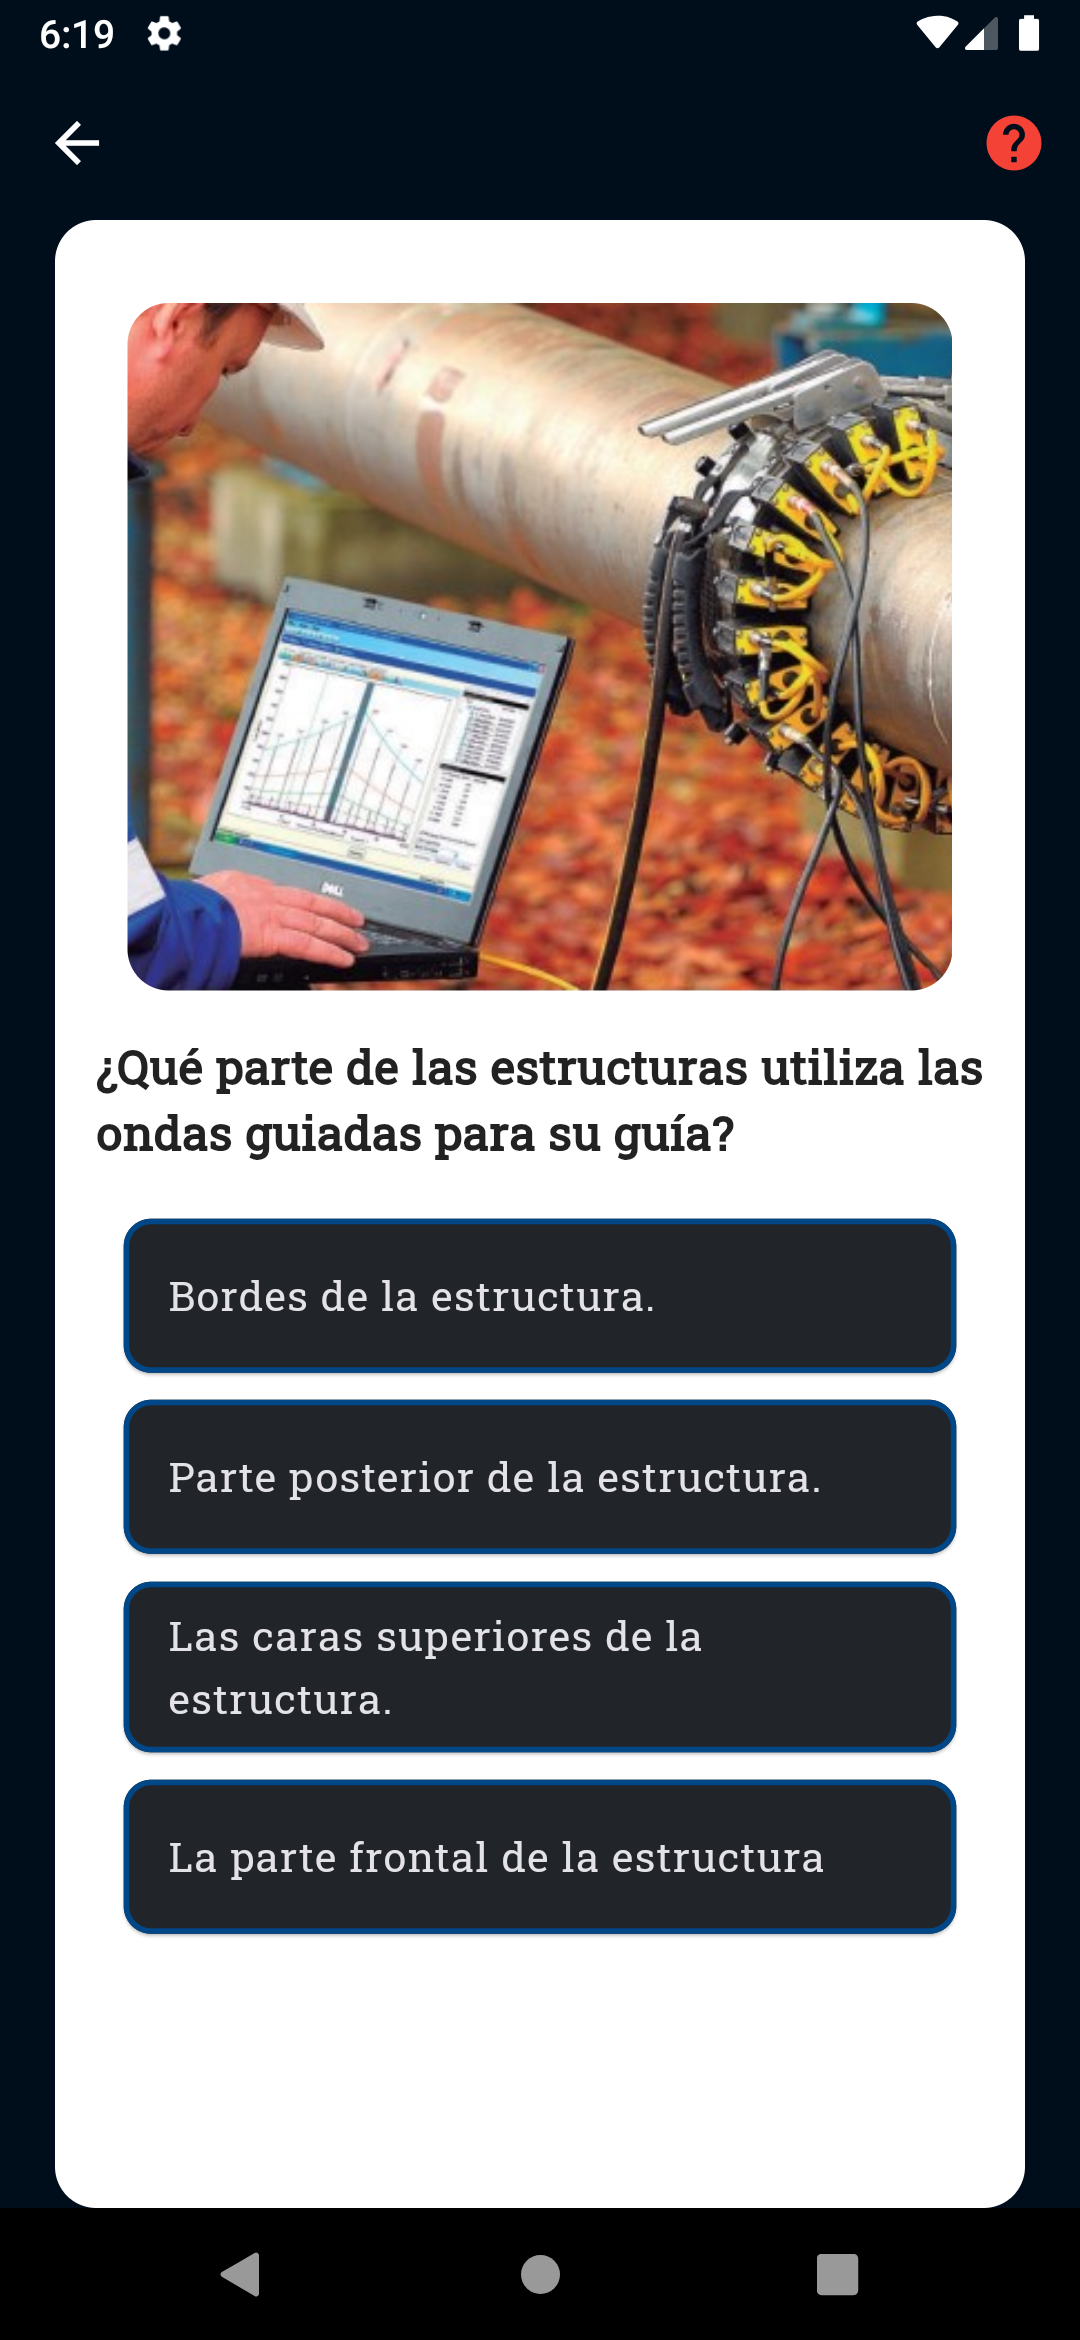 6:19
¿Qué parte de las estructuras utiliza las
ondas guiadas para su guía?
Bordes de la estructura.
Parte posterior de la estructura.
Las caras superiores de la
estructura.
La parte frontal de la estructura